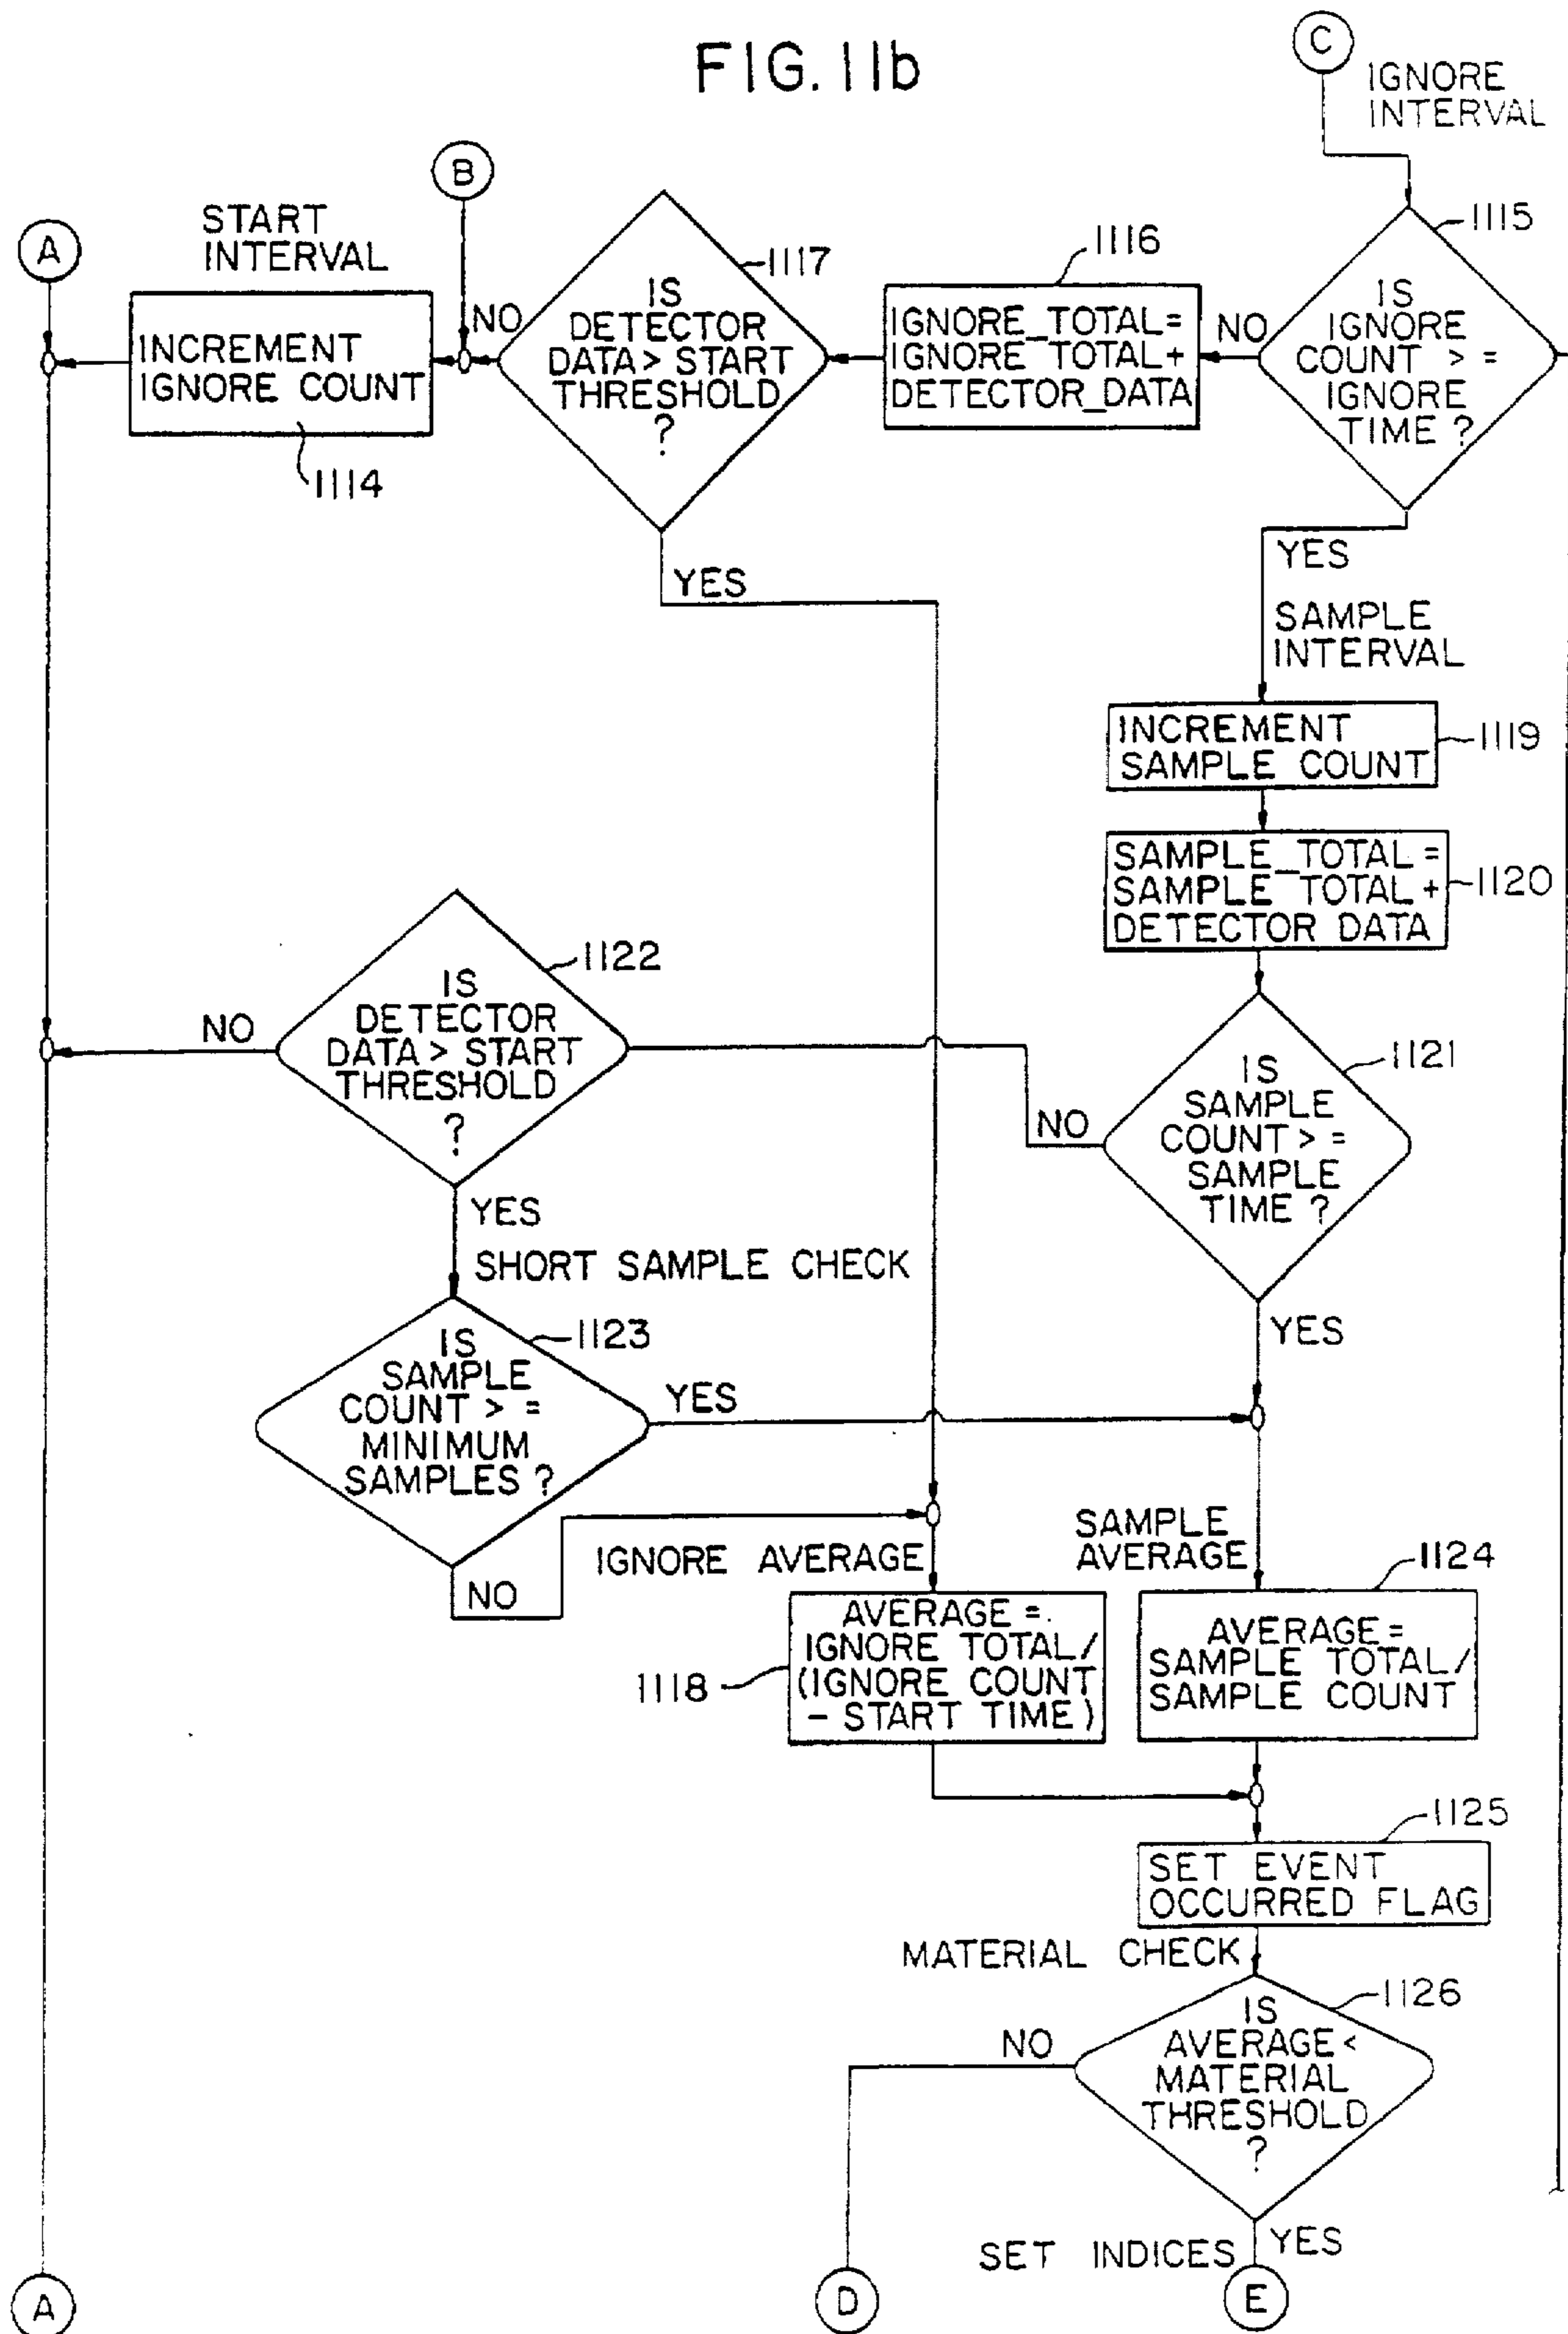 FIG. 11b
C
IGNORE
INTERVAL
B
A
START
INTERVAL
1115
1116
1117
IS
IGNORE
COUNT > =
IGNORE
TIME ?
NO
IGNORE_TOTAL=
IGNORE_TOTAL+
DETECTOR_DATA
IS
DETECTOR
DATA > START
THRESHOLD
?
NO
INCREMENT
IGNORE COUNT
1114
YES
YES
SAMPLE
INTERVAL
INCREMENT
SAMPLE COUNT
1119
SAMPLE_TOTAL =
SAMPLE_TOTAL +
DETECTOR DATA
1120
1122
IS
DETECTOR
DATA > START
THRESHOLD
?
NO
1121
IS
SAMPLE
COUNT > =
SAMPLE
TIME ?
NO
YES
SHORT SAMPLE CHECK
YES
1123
IS
SAMPLE
COUNT > =
MINIMUM
SAMPLES ?
YES
NO
IGNORE AVERAGE
SAMPLE
AVERAGE
1124
AVERAGE =
IGNORE TOTAL/
(IGNORE COUNT
- START TIME)
1118
AVERAGE =
SAMPLE TOTAL/
SAMPLE COUNT
1125
SET EVENT
OCCURRED FLAG
MATERIAL CHECK
1126
IS
AVERAGE <
MATERIAL
THRESHOLD
?
NO
SET INDICES
YES
A
D
E